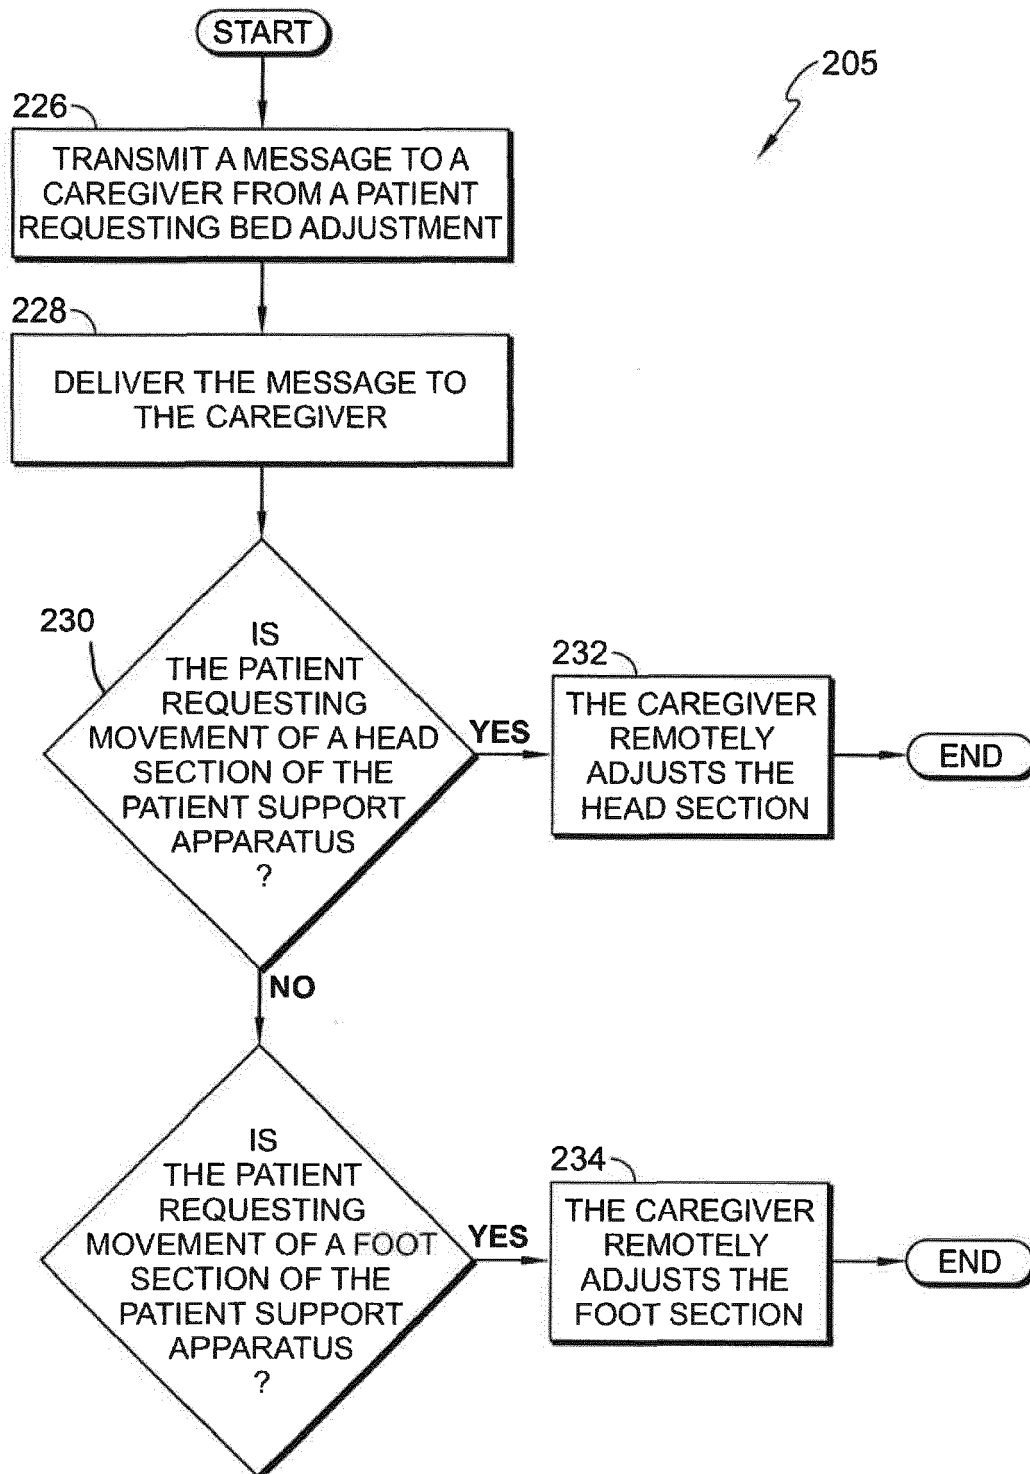 START
205
226
TRANSMIT A MESSAGE TO A
CAREGIVER FROM A PATIENT
REQUESTING BED ADJUSTMENT
228
DELIVER THE MESSAGE TO
THE CAREGIVER
230
IS
THE PATIENT
REQUESTING
MOVEMENT OF A HEAD
SECTION OF THE
PATIENT SUPPORT
APPARATUS
?
YES
232
THE CAREGIVER
REMOTELY
ADJUSTS THE
HEAD SECTION
END
NO
IS
THE PATIENT
REQUESTING
MOVEMENT OF A FOOT
SECTION OF THE
PATIENT SUPPORT
APPARATUS
?
YES
234
THE CAREGIVER
REMOTELY
ADJUSTS THE
FOOT SECTION
END